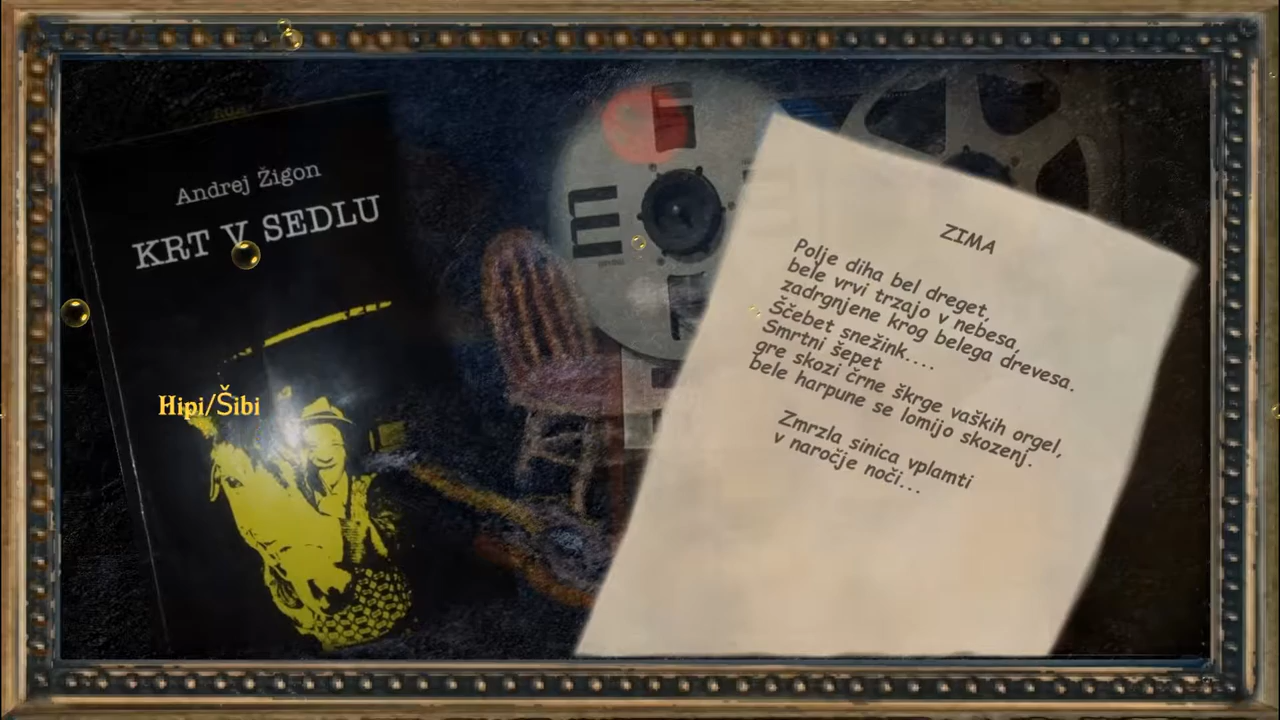 Andrej Žigon
KRT V SEDLU
Hipi/Šibi
ZIMA
Polje diha bel dreget,
bele vrvi trzajo v nebesa,
zadrgnjene krog belega drevesa.
Ščebet snežink....
Smrtni šepet
gre skozi črne škrge vaških orgel,
bele harpune se lomijo skozenj.
Zmrzla sinica vplamti
v naročje noči...